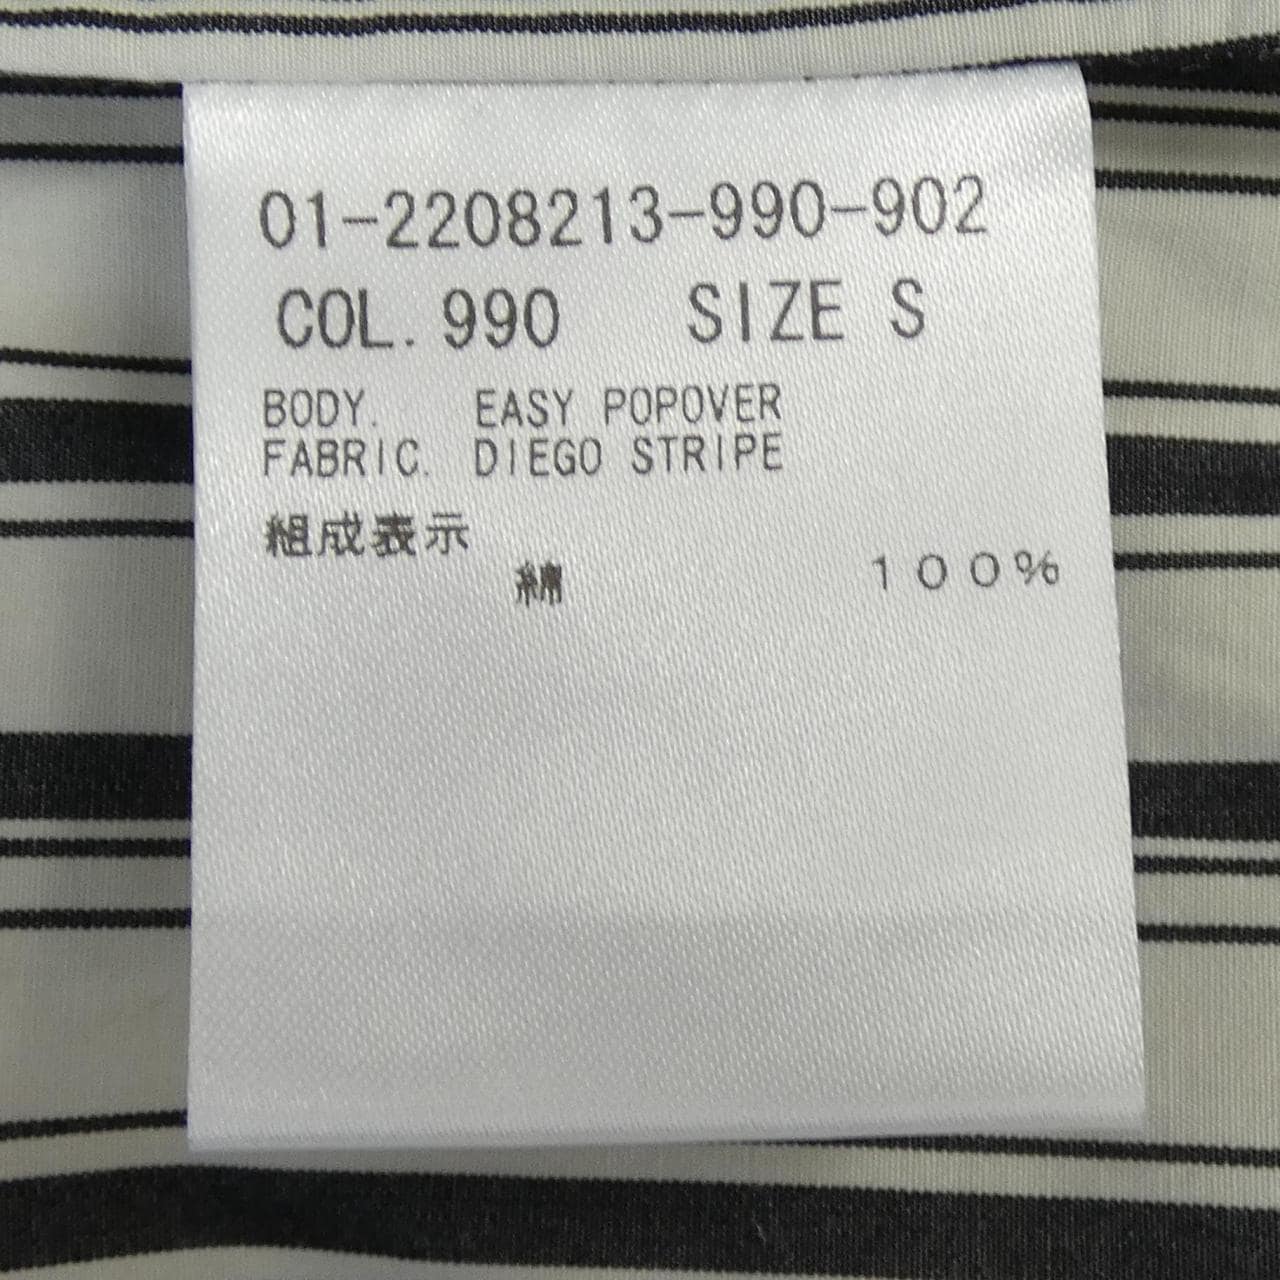 01-2208213-990-902
COL. 990 SIZE S
BODY. EASY POPOVER
FABRIC. DIEGO STRIPE
組成表示
綿 100%